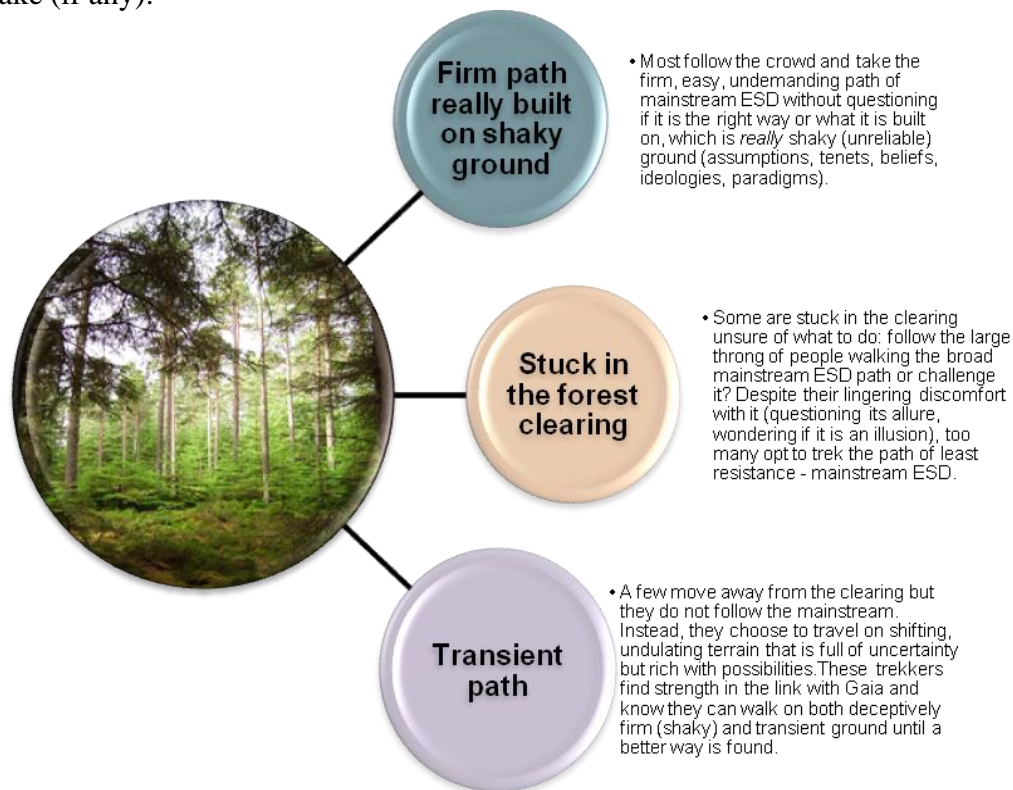 ake (if any):
Firm path
really built
on shaky
ground
• Most follow the crowd and take the
firm, easy, undemanding path of
mainstream ESD without questioning
if it is the right way or what it is built
on, which is really shaky (unreliable)
ground (assumptions, tenets, beliefs,
ideologies, paradigms).
Stuck in
the forest
clearing
• Some are stuck in the clearing
unsure of what to do: follow the large
throng of people walking the broad
mainstream ESD path or challenge
it? Despite their lingering discomfort
with it (questioning its allure,
wondering if it is an illusion), too
many opt to trek the path of least
resistance - mainstream ESD.
Transient
path
• A few move away from the clearing but
they do not follow the mainstream.
Instead, they choose to travel on shifting,
undulating terrain that is full of uncertainty
but rich with possibilities.These trekkers
find strength in the link with Gaia and
know they can walk on both deceptively
firm (shaky) and transient ground until a
better way is found.